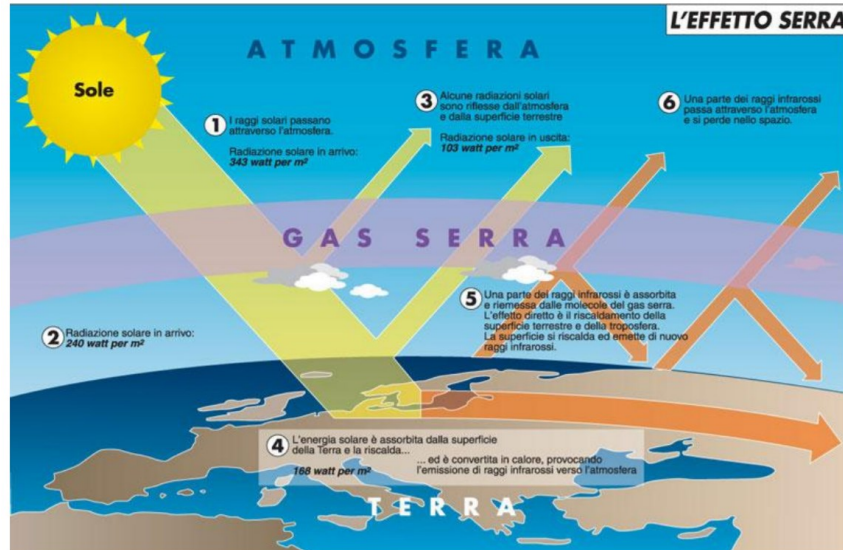 L'EFFETTO SERRA
ATMOSFERA
Sole
1
I raggi solari passano
attraverso l'atmosfera.
Radiazione solare in arrivo:
343 watt per m²
3
Alcune radiazioni solari
sono riflesse dall'atmosfera
e dalla superficie terrestre
Radiazione solare in uscita:
103 watt per m²
6
Una parte dei raggi infrarossi
passa attraverso l'atmosfera
e si perde nello spazio.
GAS SERRA
2
Radiazione solare in arrivo:
240 watt per m²
5
Una parte dei raggi infrarossi è assorbita
e riemessa dalle molecole del gas serra.
L'effetto diretto è il riscaldamento della
superficie terrestre e della troposfera.
La superficie si riscalda ed emette di nuovo
raggi infrarossi.
4
L'energia solare è assorbita dalla superficie
della Terra e la riscalda...
168 watt per m²
... ed è convertita in calore, provocando
l'emissione di raggi infrarossi verso l'atmosfera
TERRA